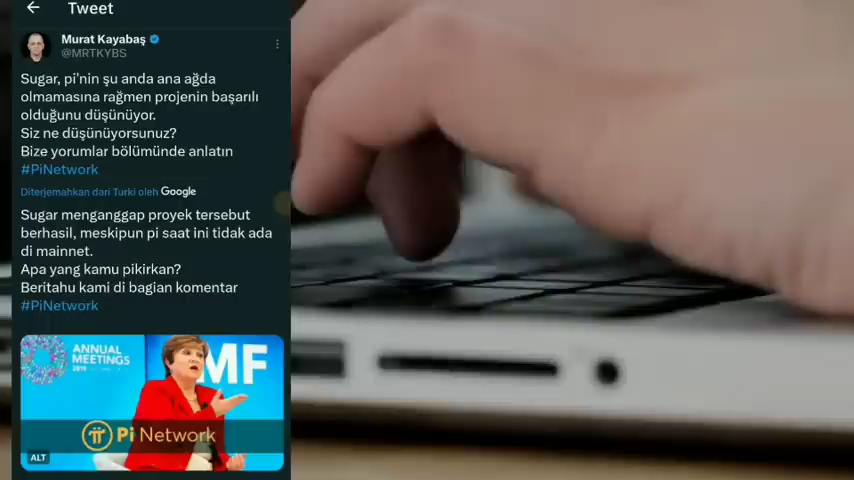 Tweet
Murat Kayabaş
@MRTKYBS
Sugar, pi'nin şu anda ana ağda
olmamasına rağmen projenin başarılı
olduğunu düşünüyor.
Siz ne düşünüyorsunuz?
Bize yorumlar bölümünde anlatın
#PiNetwork
Diterjemahkan dari Turki oleh Google
Sugar menganggap proyek tersebut
berhasil, meskipun pi saat ini tidak ada
di mainnet.
Apa yang kamu pikirkan?
Beritahu kami di bagian komentar
#PiNetwork
ANNUAL
MEETINGS
MF
Pi Network
ALT